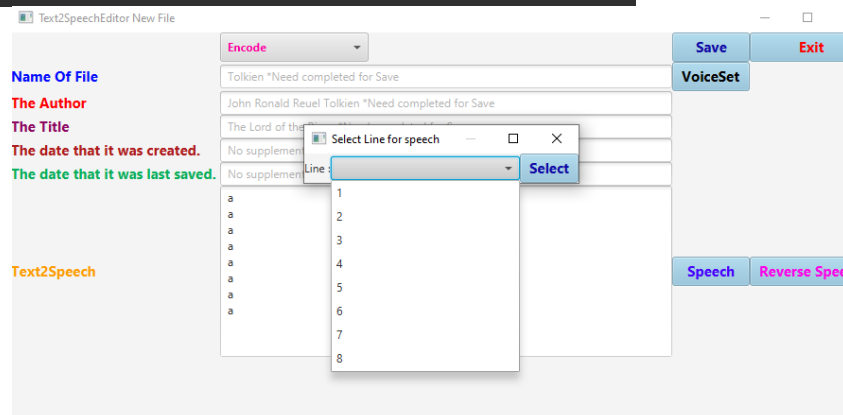 Text2SpeechEditor New File
Encode
Save
Exit
Name Of File
Tolkien *Need completed for Save
VoiceSet
The Author
John Ronald Reuel Tolkien *Need completed for Save
The Title
The Lord of the
Select Line for speech
The date that it was created.
No supplement
The date that it was last saved.
No supplemen
Line :
Select
1
2
3
4
5
6
7
8
a
a
a
a
a
a
a
a
Text2Speech
Speech
Reverse Spee